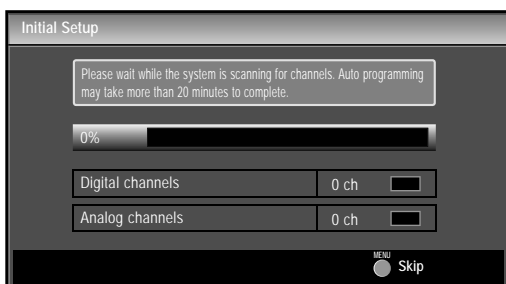 Initial Setup
Please wait while the system is scanning for channels. Auto programming
may take more than 20 minutes to complete.
0%
Digital channels 0 ch
Analog channels 0 ch
MENU Skip